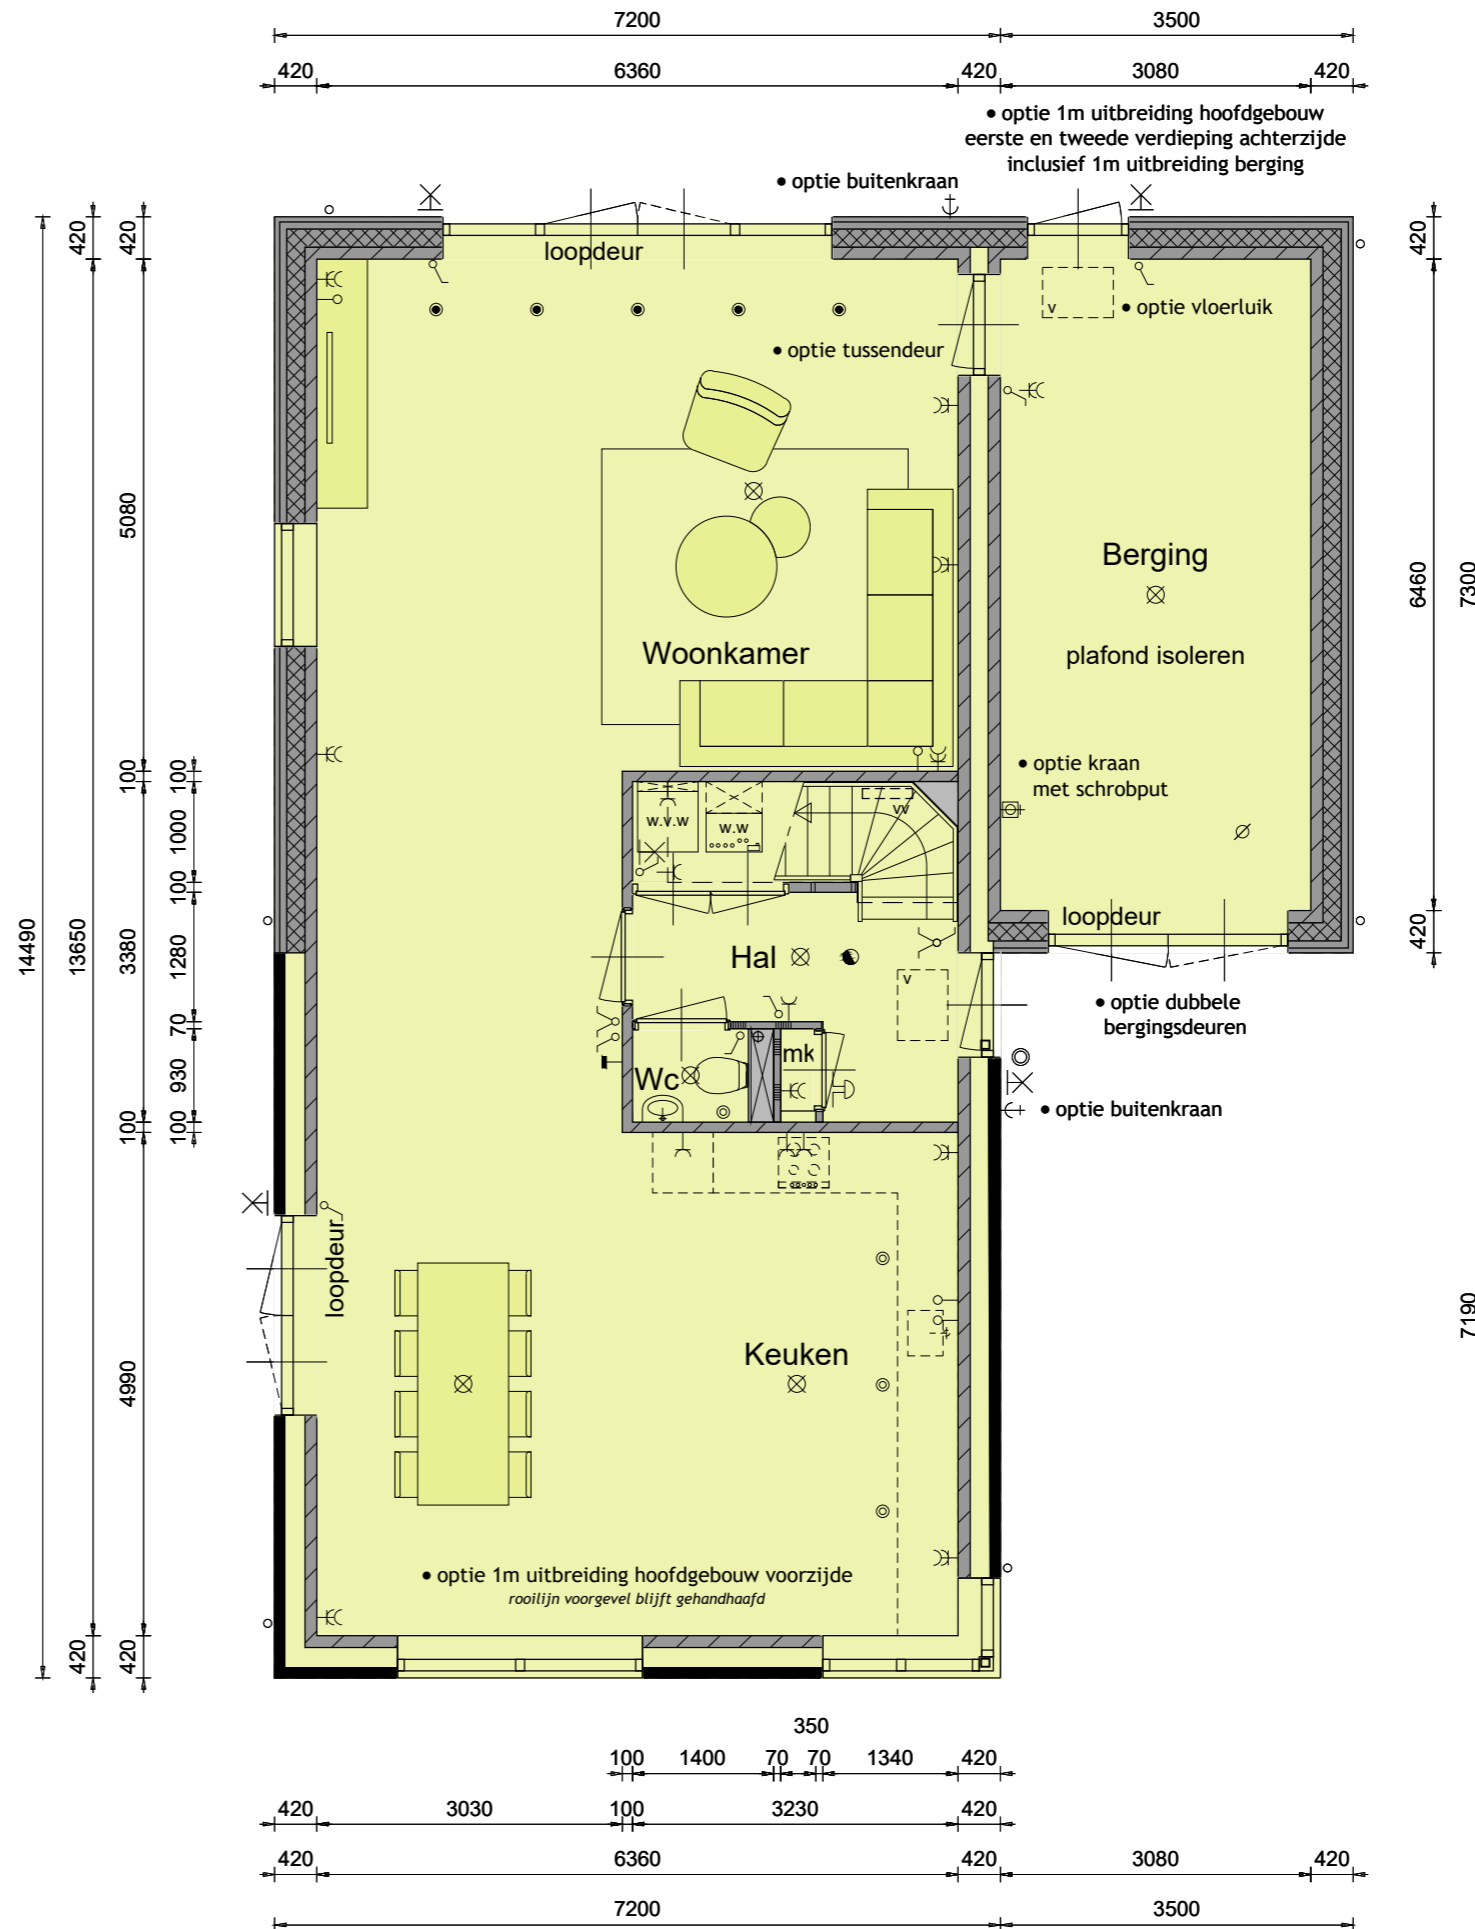 7200
3500
420
6360
420
3080
420
• optie 1m uitbreiding hoofdgebouw
eerste en tweede verdieping achterzijde
inclusief 1m uitbreiding berging
• optie buitenkraan
420
420
420
loopdeur
v
• optie vloerluik
• optie tussendeur
5080
Berging
6460
7300
Woonkamer
plafond isoleren
100
100
• optie kraan
met schrobput
1000
w.v.w
w.w
vv
100
loopdeur
420
14490
13650
3380
1280
Hal
v
• optie dubbele
bergingsdeuren
70
930
mk
Wc
100
100
• optie buitenkraan
loopdeur
7190
Keuken
4990
• optie 1m uitbreiding hoofdgebouw voorzijde
rooilijn voorgevel blijft gehandhaafd
420
420
350
100
1400
70
70
1340
420
420
3030
100
3230
420
420
6360
420
3080
420
7200
3500